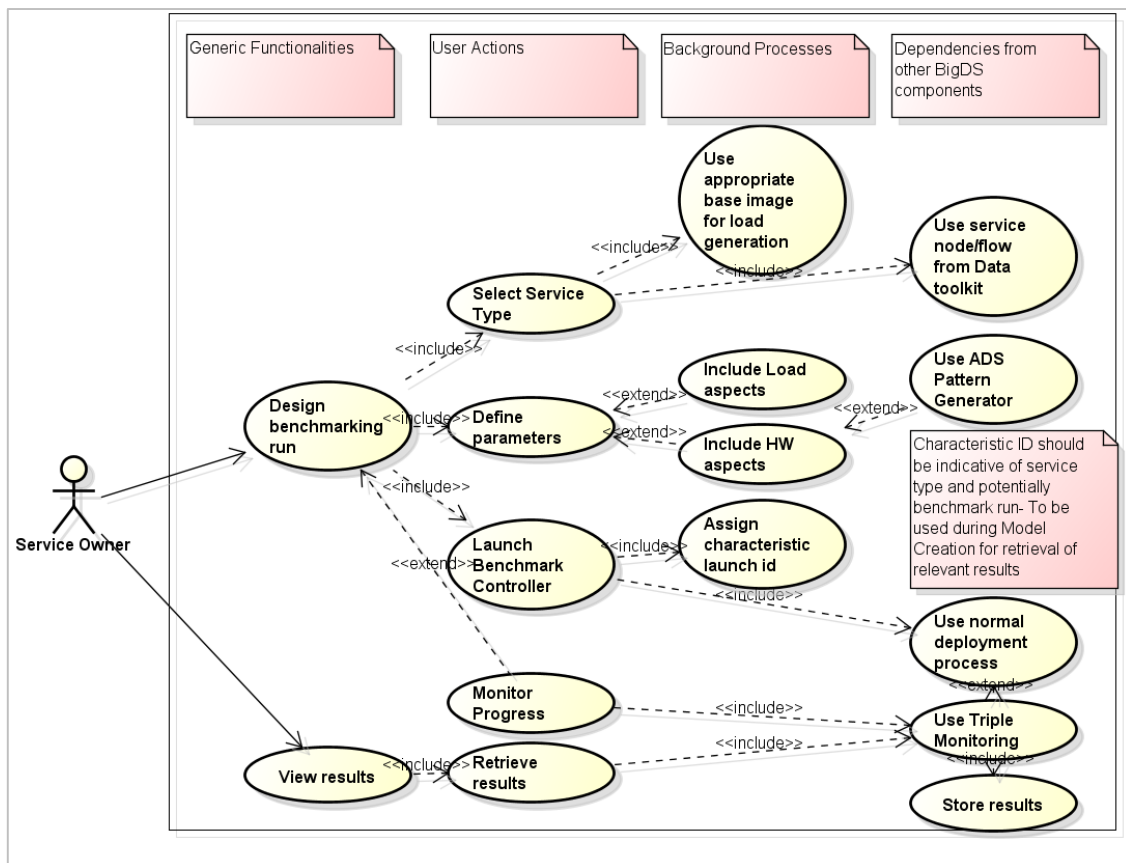 Generic Functionalities
User Actions
Background Processes
Dependencies from
other BigDS
components
Use
appropriate
base image
for load
generation
Use service
node/flow
from Data
toolkit
<<include>>
<<include>>
Select Service
Type
<<include>>
Include Load
aspects
Use ADS
Pattern
Generator
<<extend>>
<<extend>>
Design
benchmarking
run
<<include>>
Define
parameters
<<extend>>
Include HW
aspects
Characteristic ID should
be indicative of service
type and potentially
benchmark run- To be
used during Model
Creation for retrieval of
relevant results
<<include>>
Service Owner
Launch
Benchmark
Controller
<<include>>
Assign
characteristic
launch id
<<extend>>
<<include>>
Use normal
deployment
process
<<extend>>
Monitor
Progress
<<include>>
Use Triple
Monitoring
<<include>>
<<include>>
View results
<<include>>
Retrieve
results
Store results